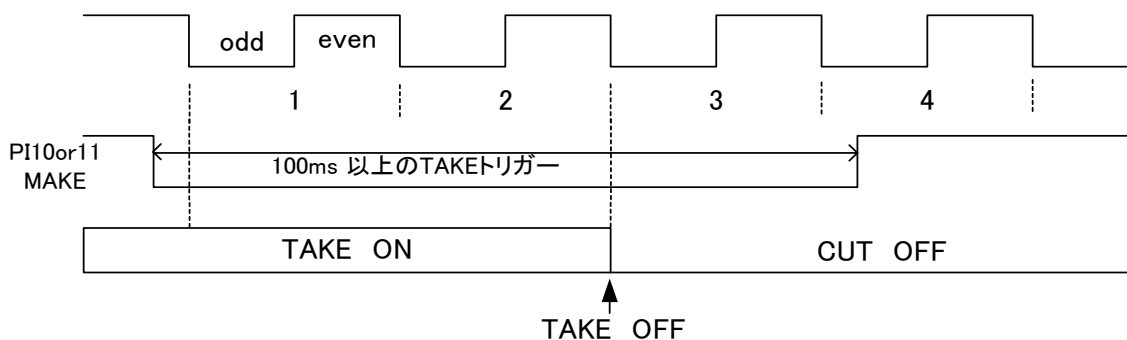 odd even
1 2 3 4
PI10or11
MAKE
100ms 以上のTAKEトリガー
TAKE ON CUT OFF
TAKE OFF